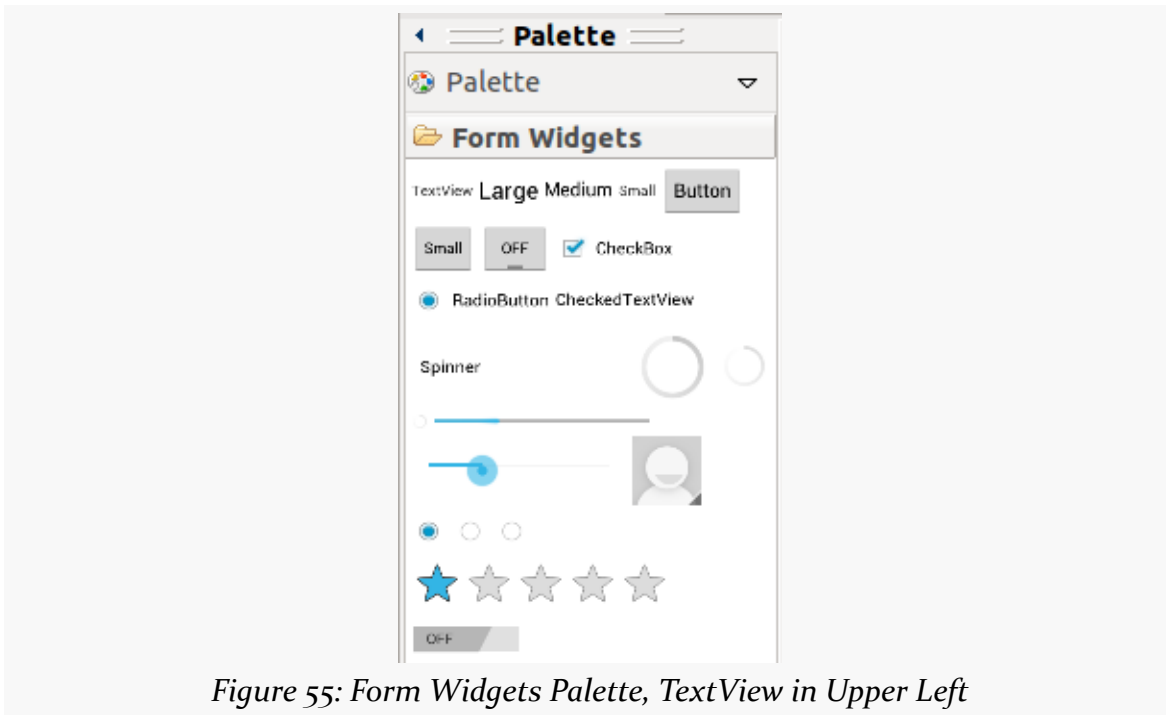 Palette
Palette
Form Widgets
TextView Large Medium Small Button
Small OFF CheckBox
RadioButton CheckedTextView
Spinner
OFF
Figure 55: Form Widgets Palette, TextView in Upper Left